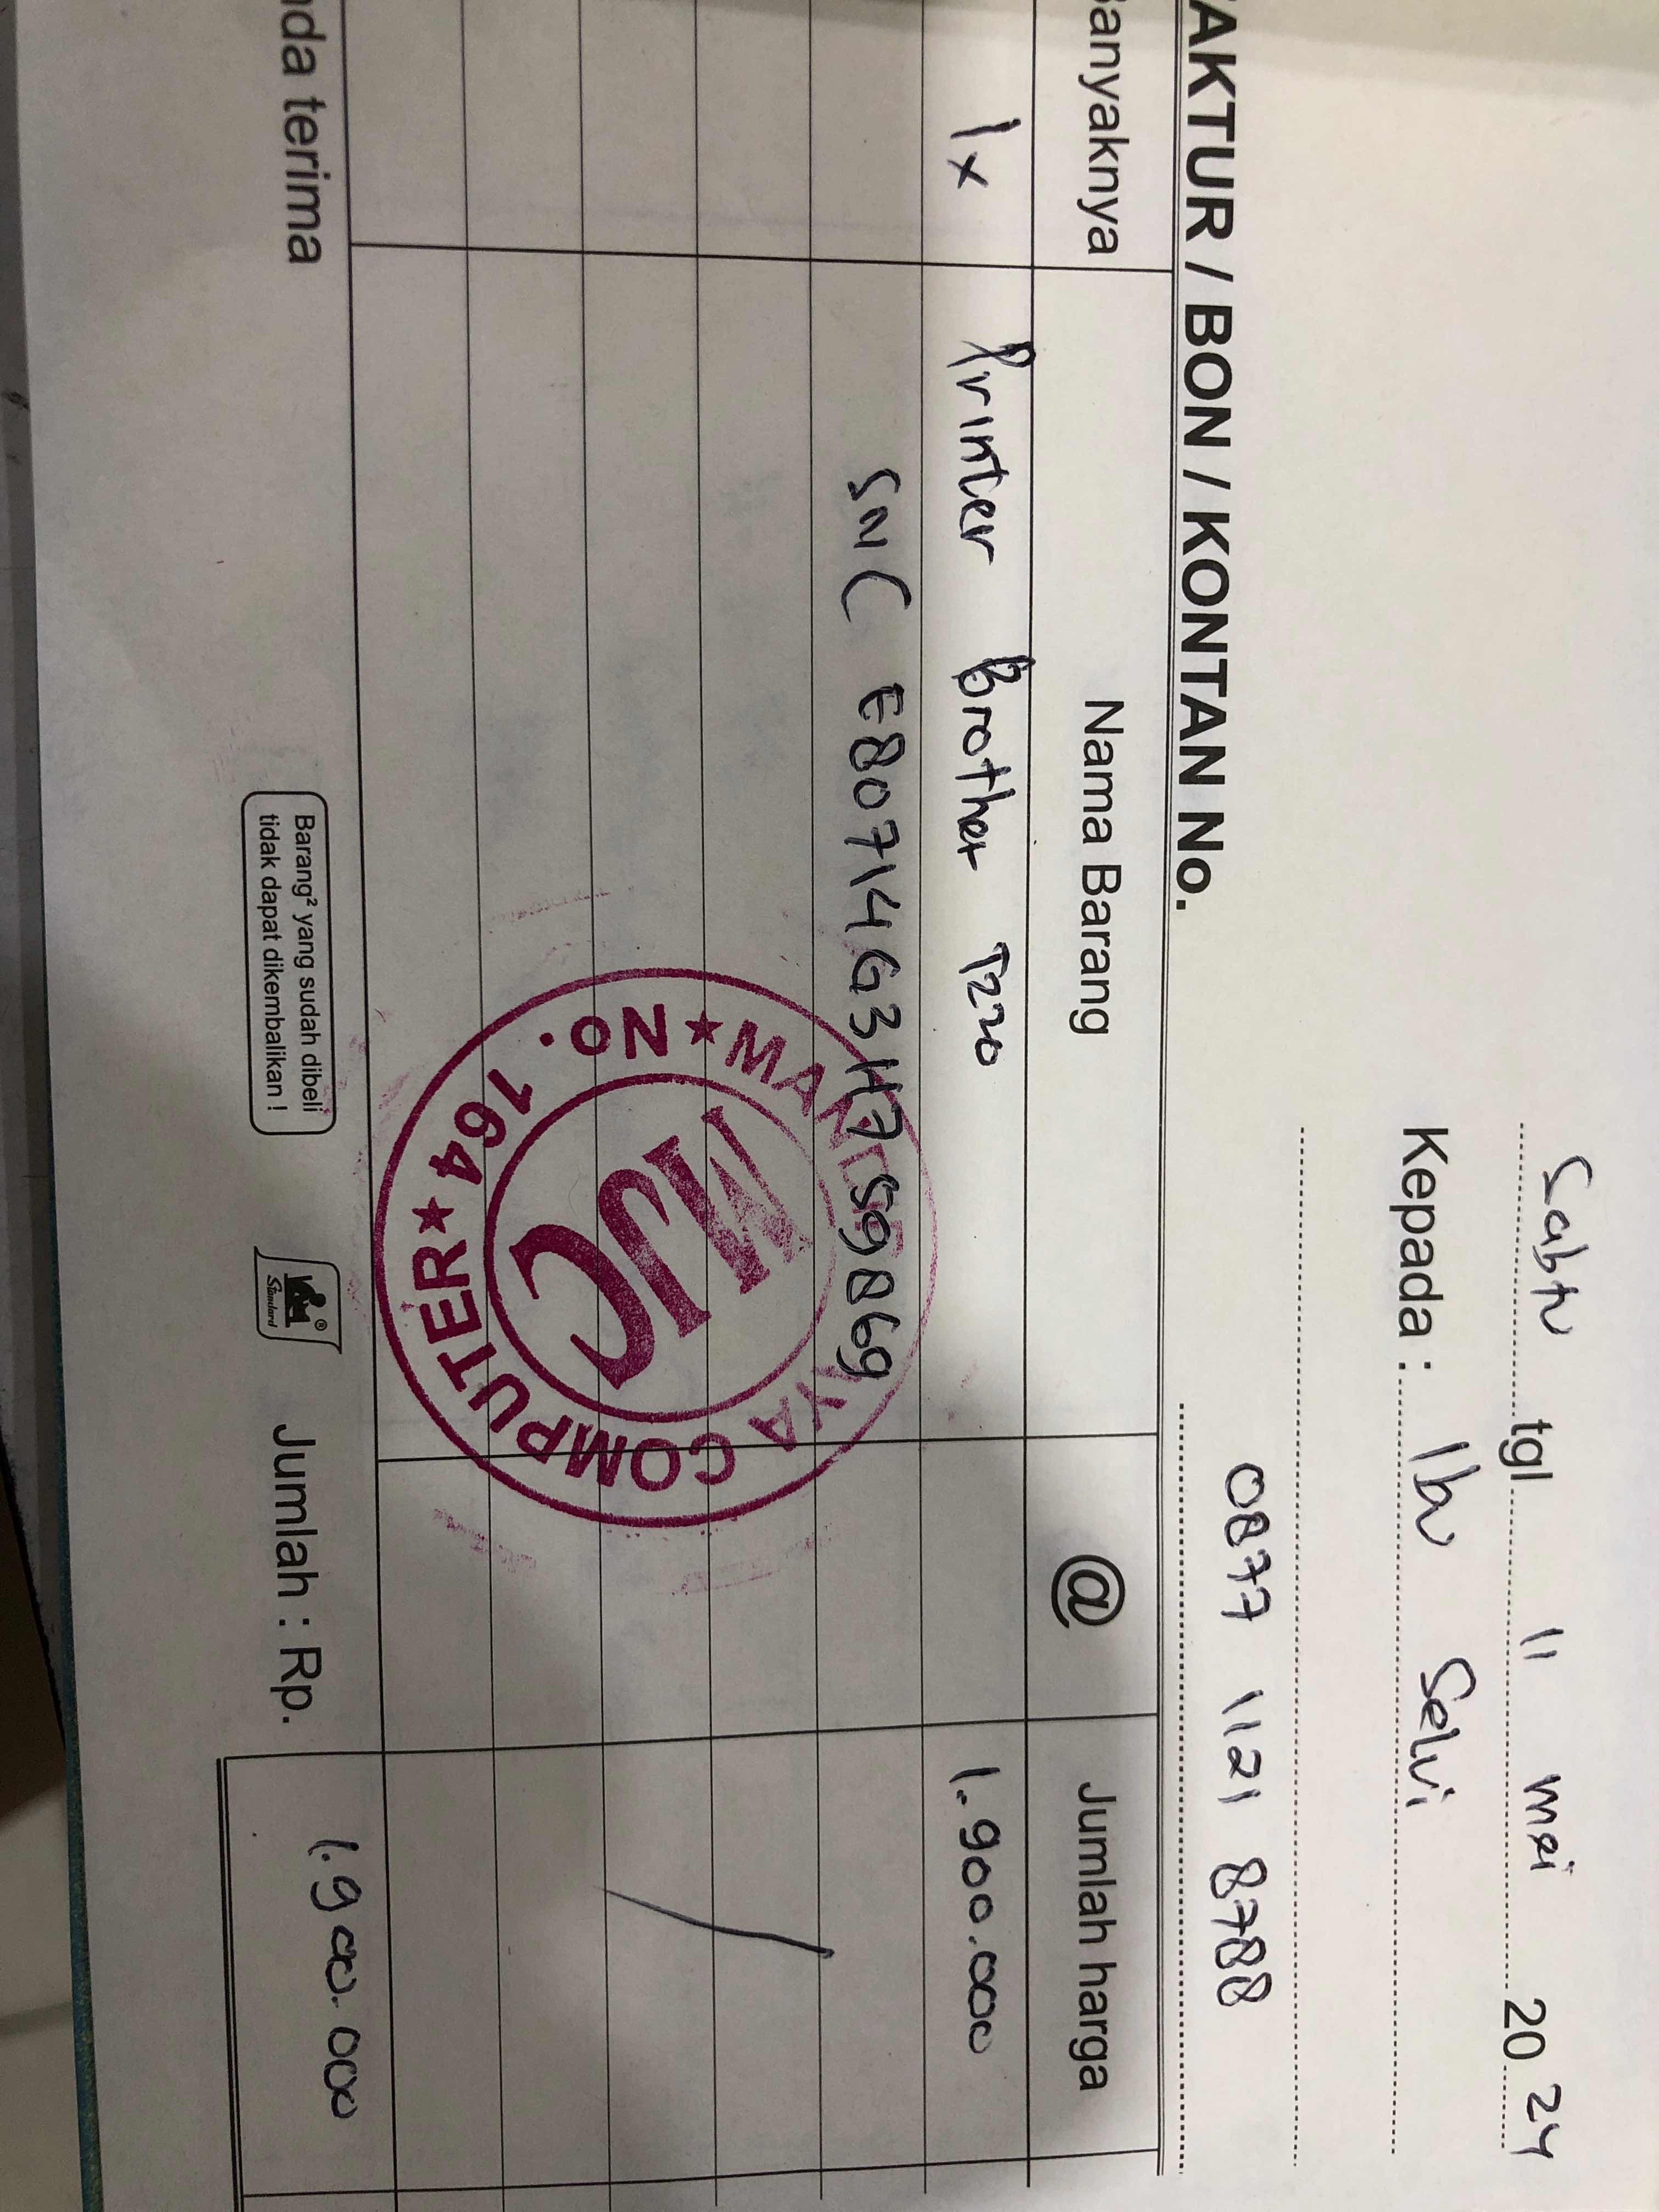 Sabtu tgl. 11 mei 2024
Kepada : Ibu Selvi
0877 1121 8788
AKTUR / BON / KONTAN No.
anyaknya Nama Barang @ Jumlah harga
1x Printer Brother T220 1.900.000
SN( E80714G3H759869
★ MA YA COMPUTER ★ No. 164
WJC
nda terima
Barang² yang sudah dibeli
tidak dapat dikembalikan !
® Standard
Jumlah : Rp. 1.900.000